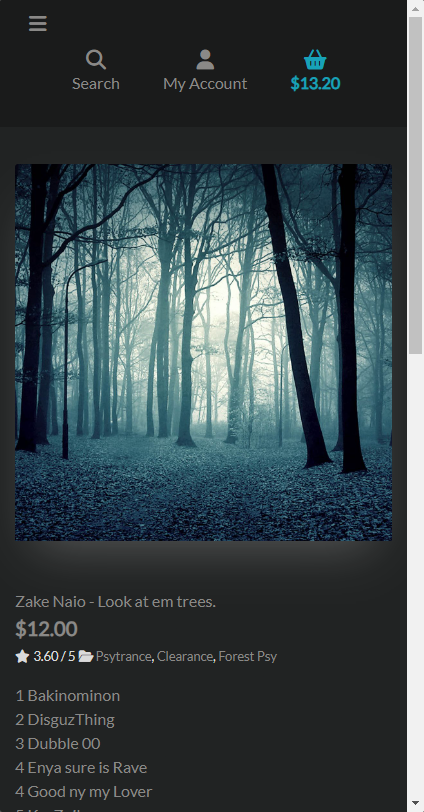 Search
My Account
$13.20
Zake Naio - Look at em trees.
$12.00
3.60 / 5 Psytrance, Clearance, Forest Psy
1 Bakinominon
2 DisguzThing
3 Dubble 00
4 Enya sure is Rave
4 Good ny my Lover